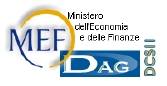 Ministero
dell'Economia
e delle Finanze
MEF
DAG
DCSII